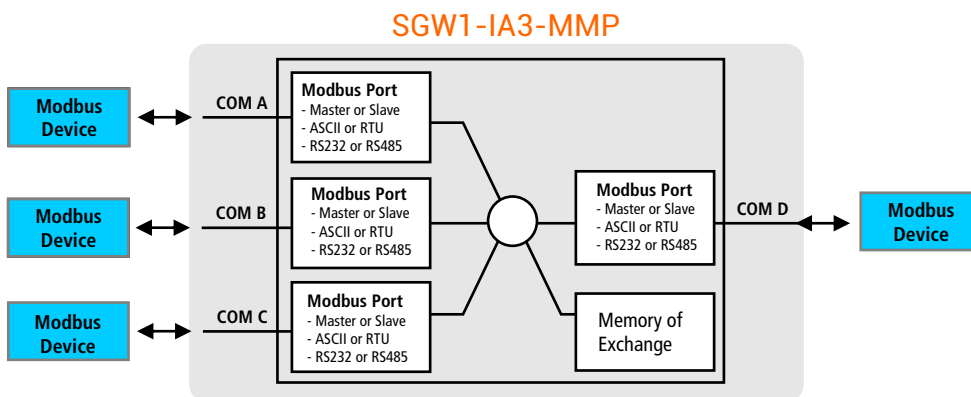 SGW1-IA3-MMP
Modbus
Device
COM A
Modbus Port
- Master or Slave
- ASCII or RTU
- RS232 or RS485
Modbus
Device
COM B
Modbus Port
- Master or Slave
- ASCII or RTU
- RS232 or RS485
Modbus
Device
COM C
Modbus Port
- Master or Slave
- ASCII or RTU
- RS232 or RS485
Modbus Port
- Master or Slave
- ASCII or RTU
- RS232 or RS485
COM D
Modbus
Device
Memory of
Exchange